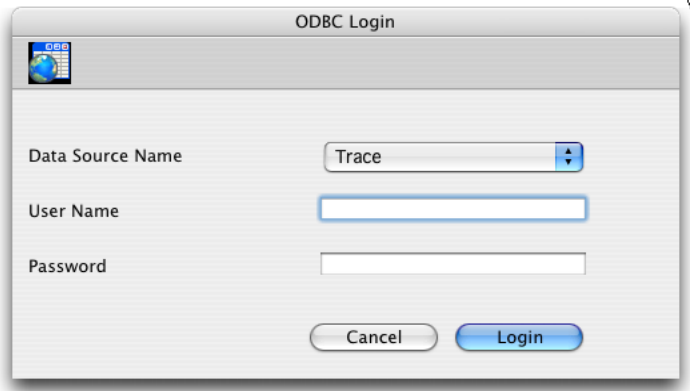 ODBC Login
Data Source Name
Trace
User Name
Password
Cancel
Login